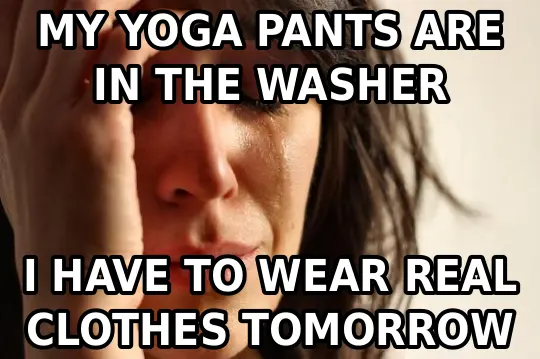 MY YOGA PANTS ARE
IN THE WASHER
I HAVE TO WEAR REAL
CLOTHES TOMORROW